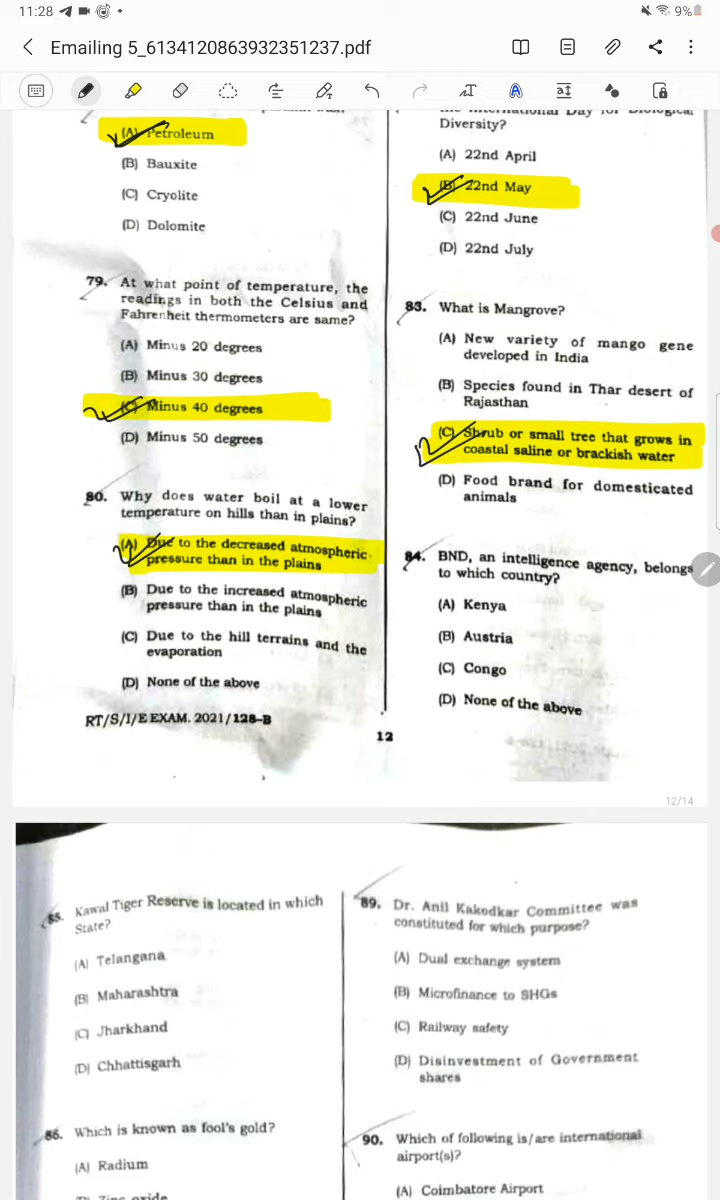 11:28
9%
Emailing 5_6134120863932351237.pdf
(A) Petroleum
(B) Bauxite
(C) Cryolite
(D) Dolomite
79. At what point of temperature, the
readings in both the Celsius and
Fahrenheit thermometers are same?
(A) Minus 20 degrees
(B) Minus 30 degrees
(C) Minus 40 degrees
(D) Minus 50 degrees
80. Why does water boil at a lower
temperature on hills than in plains?
(A) Due to the decreased atmospheric
pressure than in the plains
(B) Due to the increased atmospheric
pressure than in the plains
(C) Due to the hill terrains and the
evaporation
(D) None of the above
RT/S/I/E EXAM. 2021/128-B
the International Day for Biological
Diversity?
(A) 22nd April
(B) 22nd May
(C) 22nd June
(D) 22nd July
83. What is Mangrove?
(A) New variety of mango gene
developed in India
(B) Species found in Thar desert of
Rajasthan
(C) Shrub or small tree that grows in
coastal saline or brackish water
(D) Food brand for domesticated
animals
84. BND, an intelligence agency, belongs
to which country?
(A) Kenya
(B) Austria
(C) Congo
(D) None of the above
12
12/14
85. Kawal Tiger Reserve is located in which
State?
(A) Telangana
(B) Maharashtra
(C) Jharkhand
(D) Chhattisgarh
86. Which is known as fool's gold?
(A) Radium
89. Dr. Anil Kakodkar Committee was
constituted for which purpose?
(A) Dual exchange system
(B) Microfinance to SHGs
(C) Railway safety
(D) Disinvestment of Government
shares
90. Which of following is/are international
airport(s)?
(A) Coimbatore Airport